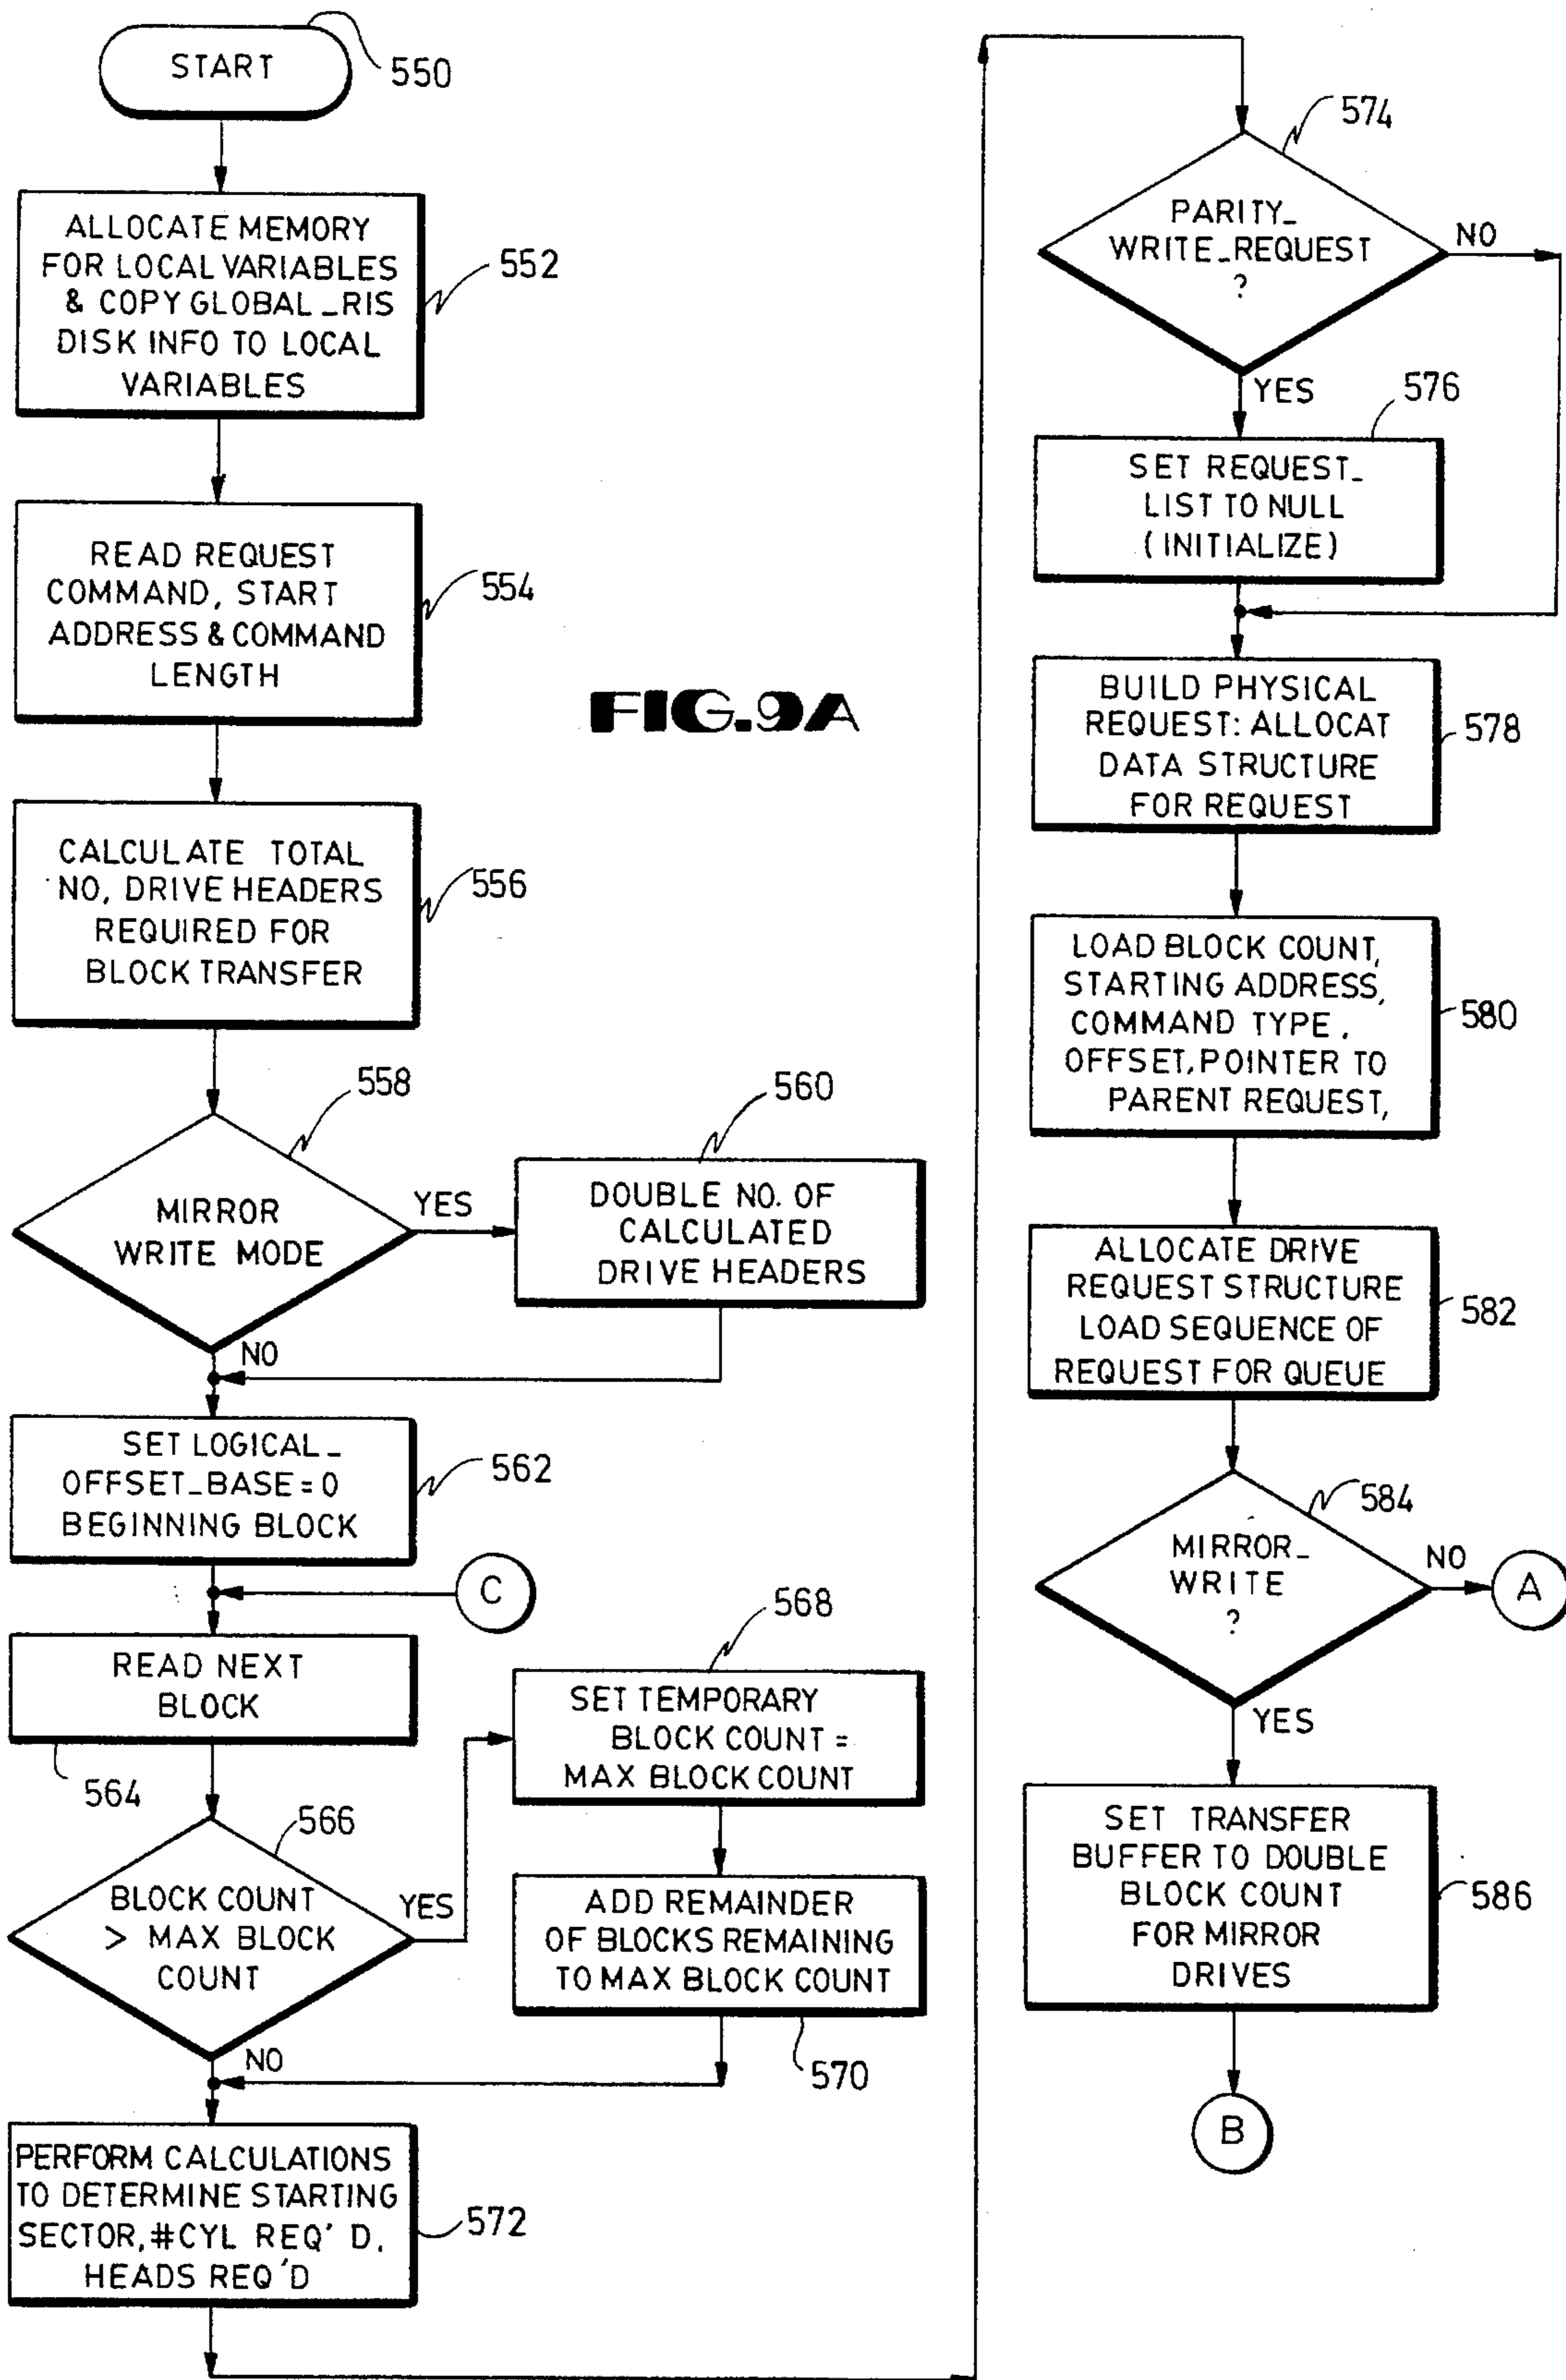 START
550
ALLOCATE MEMORY
FOR LOCAL VARIABLES
& COPY GLOBAL_RIS
DISK INFO TO LOCAL
VARIABLES
552
READ REQUEST
COMMAND, START
ADDRESS & COMMAND
LENGTH
554
FIG.9A
CALCULATE TOTAL
NO, DRIVE HEADERS
REQUIRED FOR
BLOCK TRANSFER
556
558
MIRROR
WRITE MODE
YES
NO
560
DOUBLE NO. OF
CALCULATED
DRIVE HEADERS
SET LOGICAL_
OFFSET_BASE=0
BEGINNING BLOCK
562
C
READ NEXT
BLOCK
564
566
BLOCK COUNT
> MAX BLOCK
COUNT
YES
NO
568
SET TEMPORARY
BLOCK COUNT =
MAX BLOCK COUNT
ADD REMAINDER
OF BLOCKS REMAINING
TO MAX BLOCK COUNT
570
PERFORM CALCULATIONS
TO DETERMINE STARTING
SECTOR,#CYL REQ'D,
HEADS REQ'D
572
574
PARITY_
WRITE_REQUEST
?
NO
YES
576
SET REQUEST_
LIST TO NULL
(INITIALIZE)
BUILD PHYSICAL
REQUEST: ALLOCAT
DATA STRUCTURE
FOR REQUEST
578
LOAD BLOCK COUNT,
STARTING ADDRESS,
COMMAND TYPE,
OFFSET,POINTER TO
PARENT REQUEST,
580
ALLOCATE DRIVE
REQUEST STRUCTURE
LOAD SEQUENCE OF
REQUEST FOR QUEUE
582
584
MIRROR_
WRITE
?
NO
A
YES
SET TRANSFER
BUFFER TO DOUBLE
BLOCK COUNT
FOR MIRROR
DRIVES
586
B